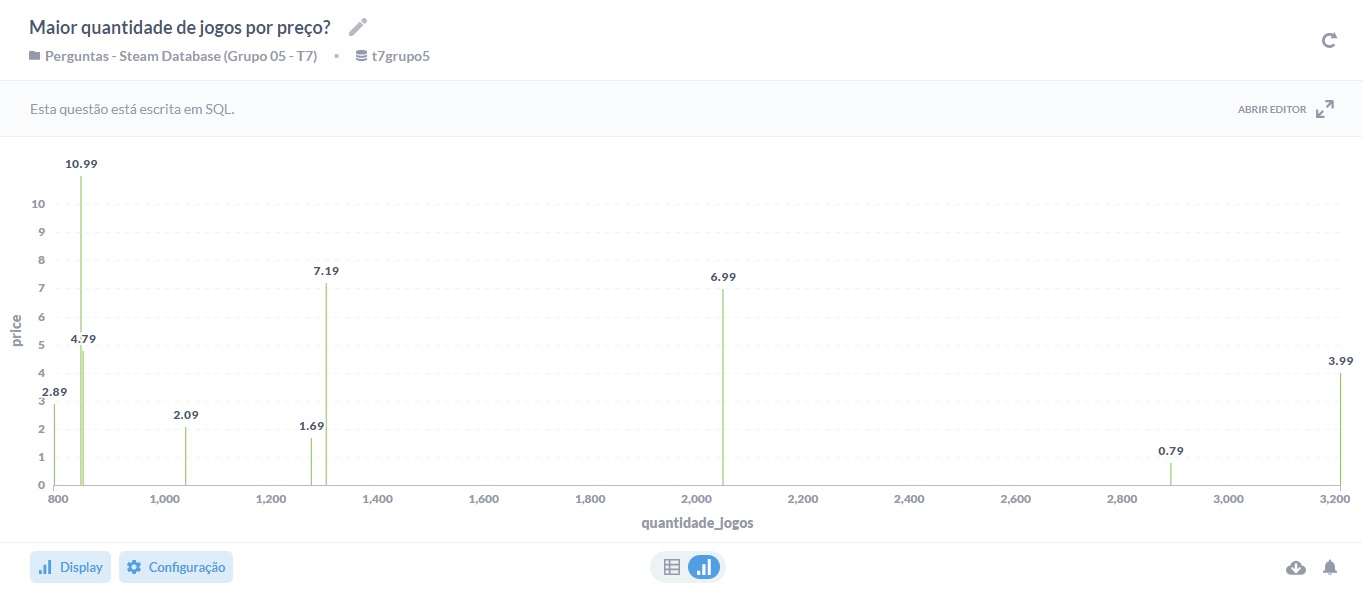 Maior quantidade de jogos por preço?
Perguntas - Steam Database (Grupo 05 - T7) • t7grupo5
Esta questão está escrita em SQL.
ABRIR EDITOR
10.99
10
9
8
7.19
6.99
7
6
4.79
5
3.99
4
2.89
3
2.09
1.69
2
0.79
1
0
price
800 1,000 1,200 1,400 1,600 1,800 2,000 2,200 2,400 2,600 2,800 3,000 3,200
quantidade_jogos
Display
Configuração